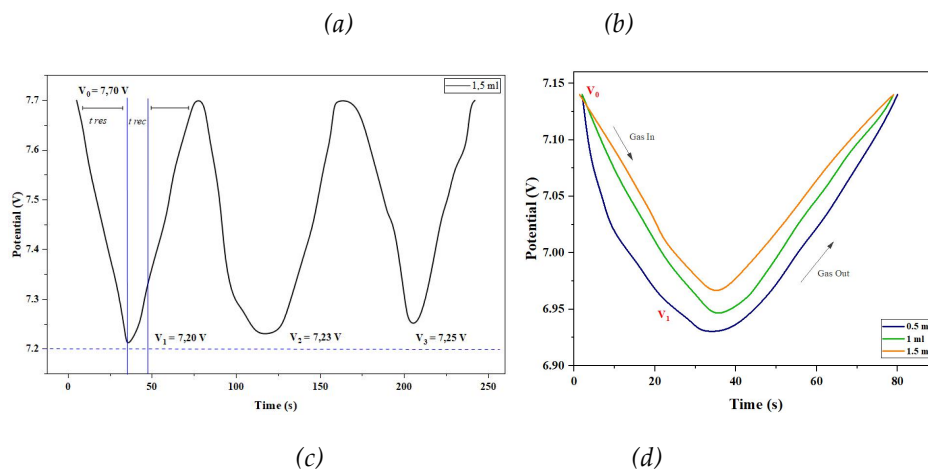 (a)
(b)
V0 = 7,70 V
1,5 ml
t res
t rec
7.7
7.6
7.5
7.4
7.3
7.2
Potential (V)
V1 = 7,20 V
V2 = 7,23 V
V3 = 7,25 V
0
50
100
150
200
250
Time (s)
(c)
7.15
7.10
7.05
7.00
6.95
6.90
Potential (V)
V0
Gas In
V1
Gas Out
0.5 m
1 ml
1.5 m
0
20
40
60
80
Time (s)
(d)